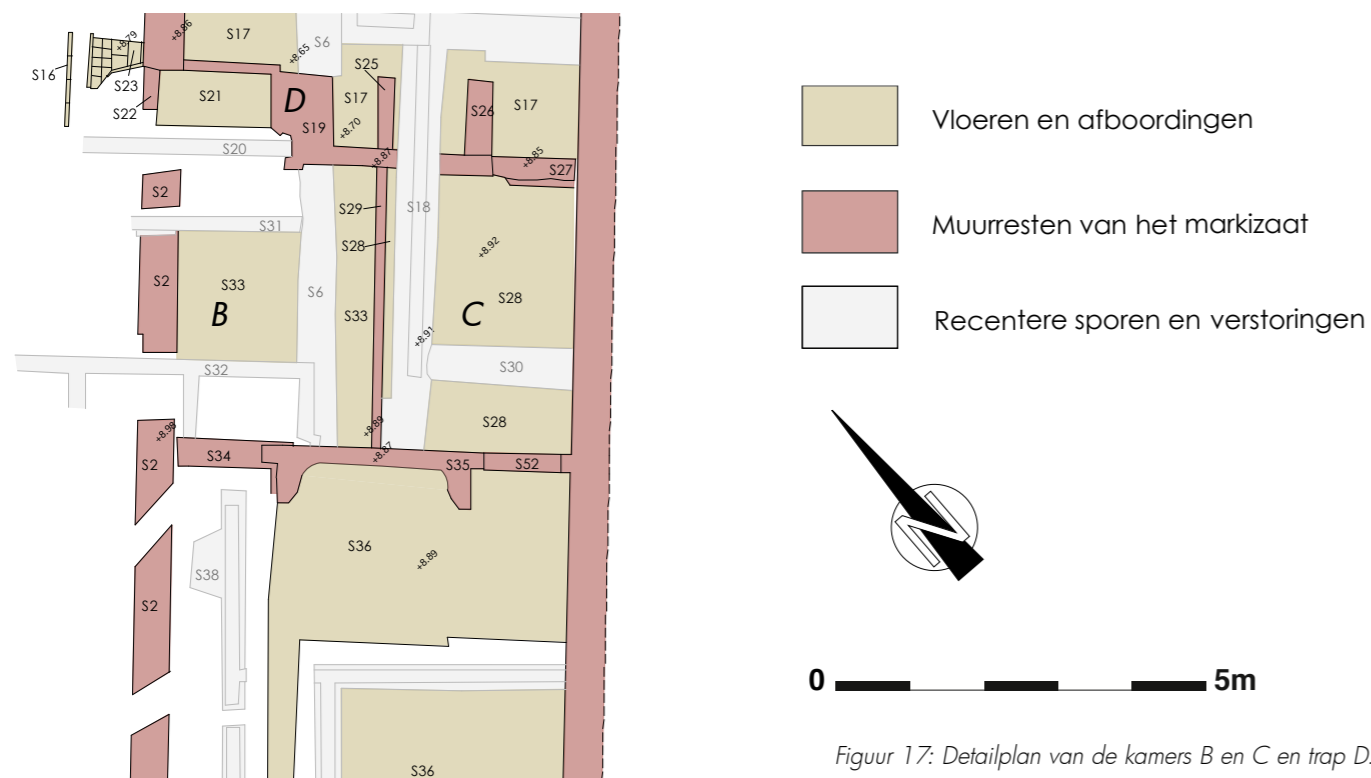 +8.79
+8.86
S17
S6
+8.65
S25
S16
S23
S22
S21
D
S19
S17
+8.70
S26
S17
S20
+8.87
+8.85
S27
S2
S29
S18
S31
S28
+8.92
S2
S33
B
S6
S33
C
S28
+8.91
S32
S30
+8.98
+8.89
S28
S2
S34
+8.87
S35
S52
S36
+8.89
S38
S2
S36
Vloeren en afboordingen
Muurresten van het markizaat
Recentere sporen en verstoringen
N
0 5m
Figuur 17: Detailplan van de kamers B en C en trap D.